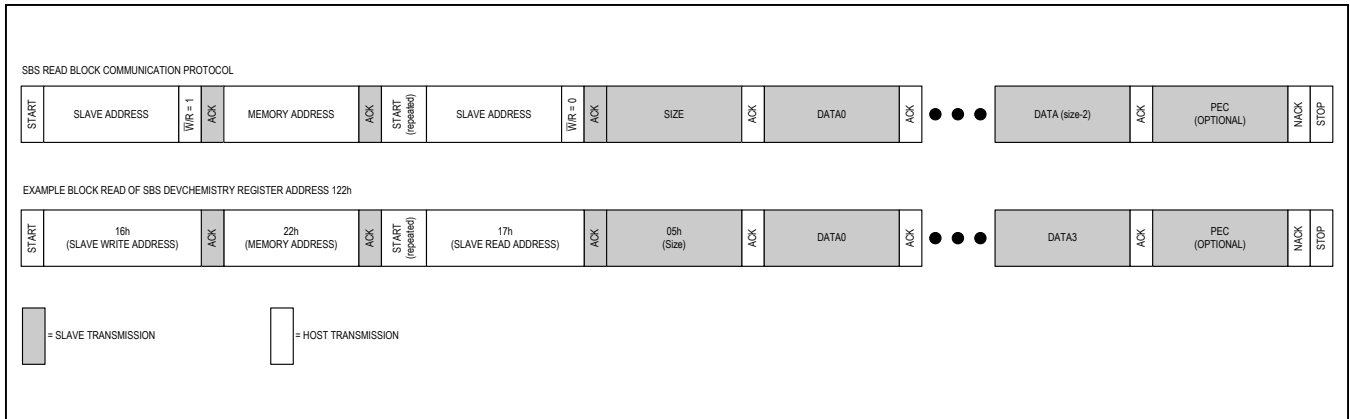 SBS READ BLOCK COMMUNICATION PROTOCOL
START
SLAVE ADDRESS
W̅/R = 1
ACK
MEMORY ADDRESS
ACK
START
(repeated)
SLAVE ADDRESS
W̅/R = 0
ACK
SIZE
ACK
DATA0
ACK
DATA (size-2)
ACK
PEC
(OPTIONAL)
NACK
STOP
EXAMPLE BLOCK READ OF SBS DEVCHEMISTRY REGISTER ADDRESS 122h
START
16h
(SLAVE WRITE ADDRESS)
ACK
22h
(MEMORY ADDRESS)
ACK
START
(repeated)
17h
(SLAVE READ ADDRESS)
ACK
05h
(Size)
ACK
DATA0
ACK
DATA3
ACK
PEC
(OPTIONAL)
NACK
STOP
= SLAVE TRANSMISSION
= HOST TRANSMISSION